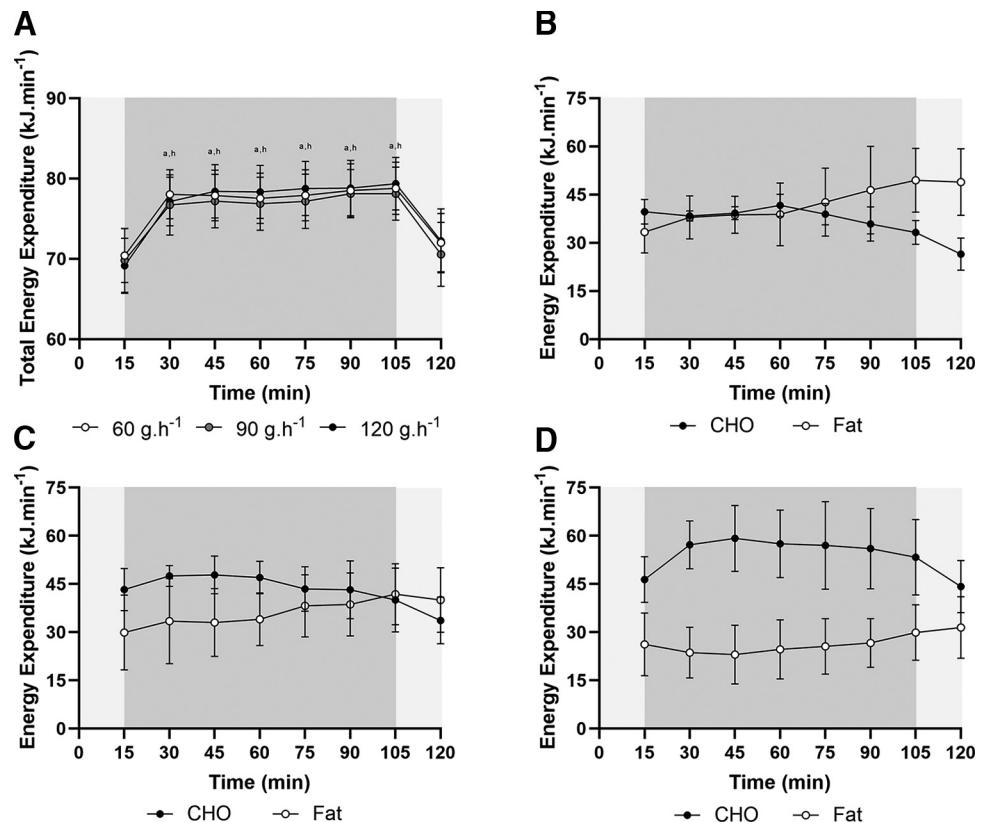 A
Total Energy Expenditure (kJ.min-1)
90
80
70
60
a,h a,h a,h a,h a,h a,h
0 15 30 45 60 75 90 105 120
Time (min)
60 g.h-1 90 g.h-1 120 g.h-1
B
Energy Expenditure (kJ.min-1)
75
60
45
30
15
0
0 15 30 45 60 75 90 105 120
Time (min)
CHO Fat
C
Energy Expenditure (kJ.min-1)
75
60
45
30
15
0
0 15 30 45 60 75 90 105 120
Time (min)
CHO Fat
D
Energy Expenditure (kJ.min-1)
75
60
45
30
15
0
0 15 30 45 60 75 90 105 120
Time (min)
CHO Fat